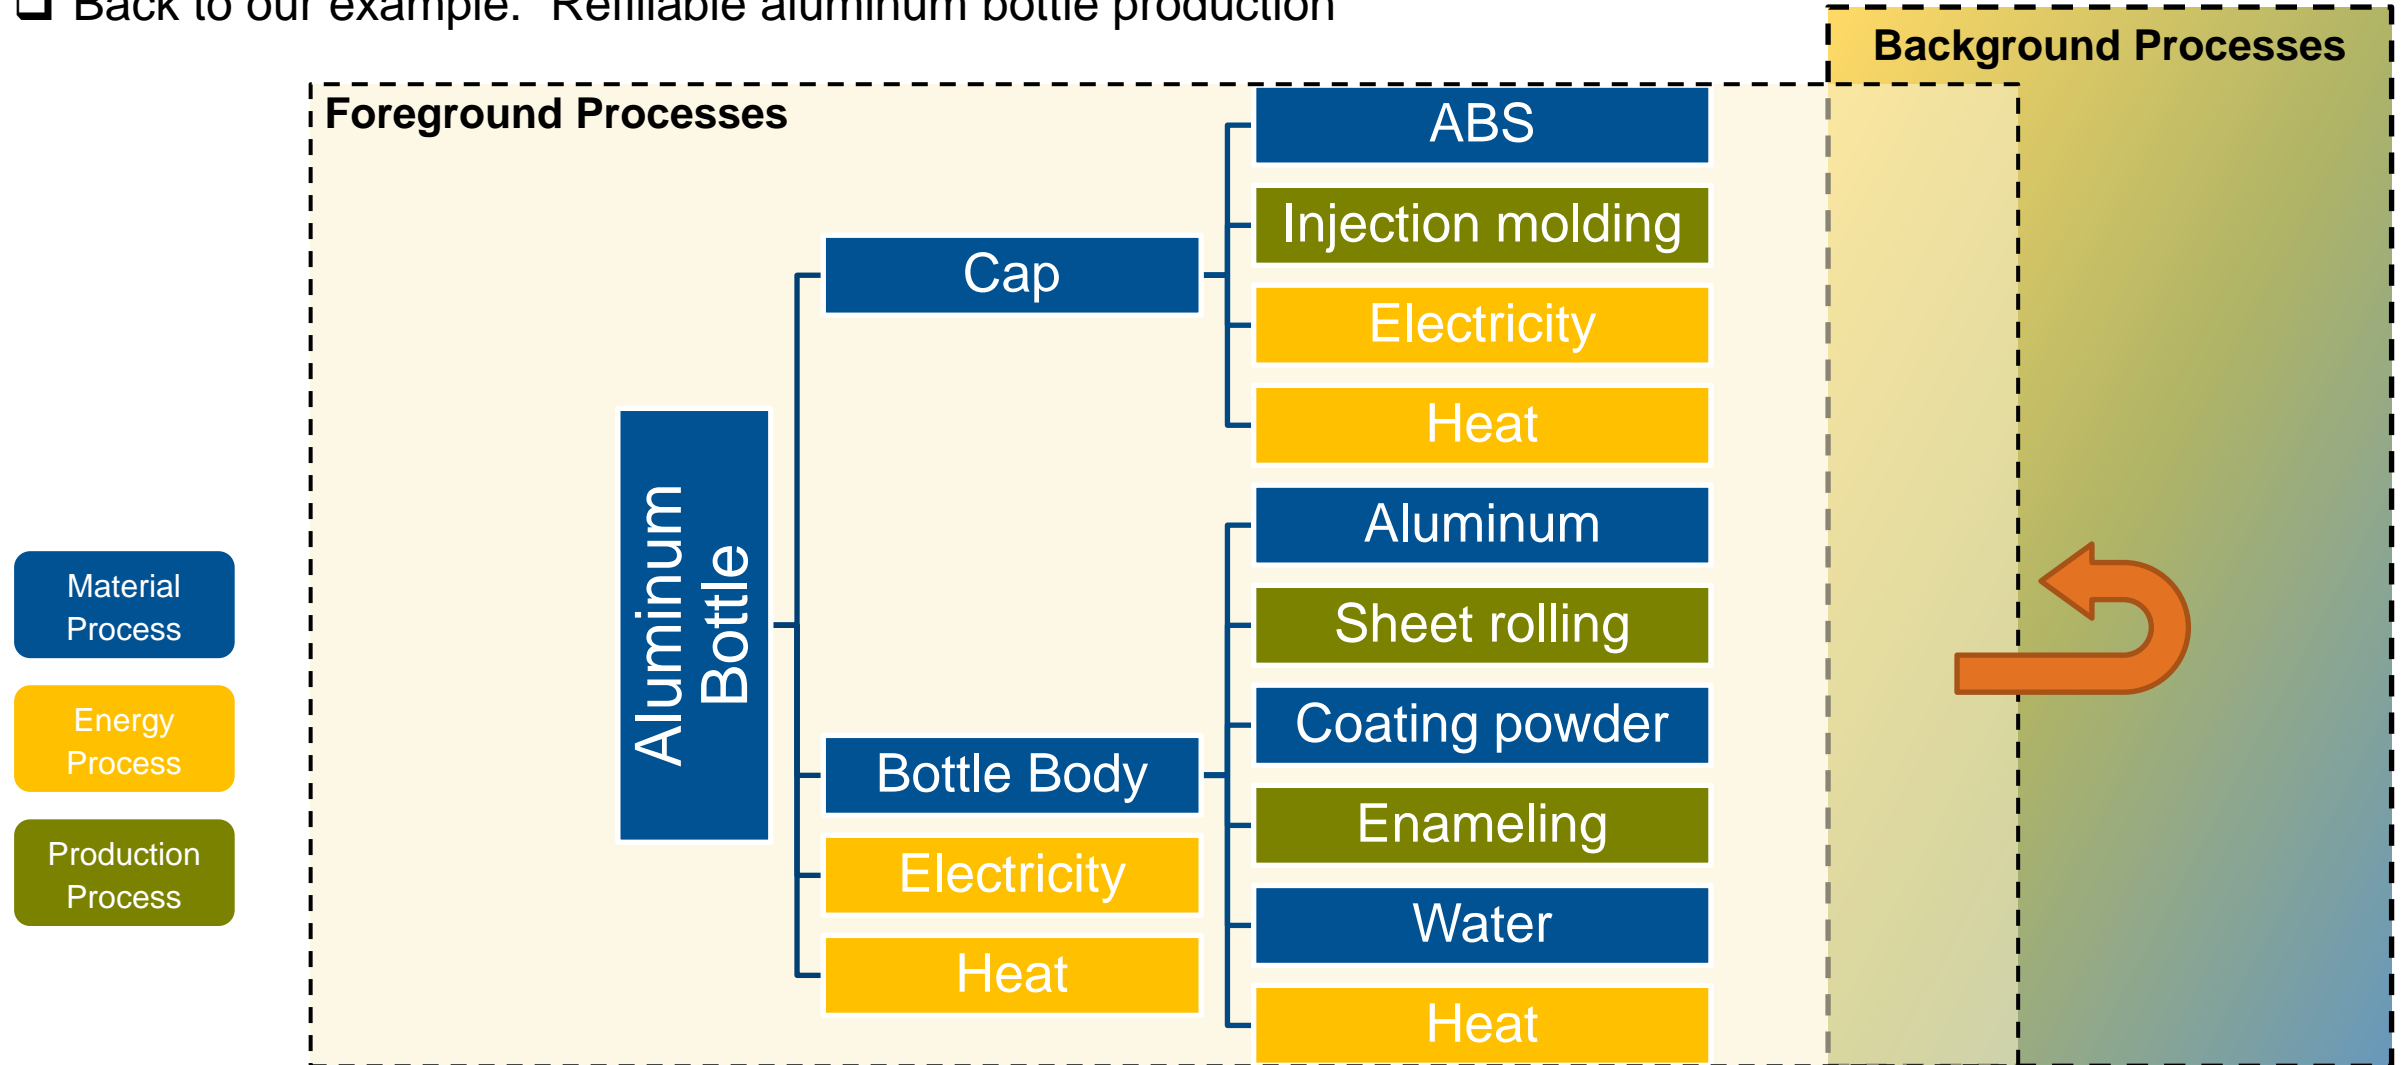 ❑ Back to our example: Refillable aluminum bottle production
Background Processes
Foreground Processes
ABS
Injection molding
Cap
Electricity
Heat
Aluminum
Bottle
Aluminum
Sheet rolling
Coating powder
Bottle Body
Enameling
Electricity
Water
Heat
Heat
Material
Process
Energy
Process
Production
Process